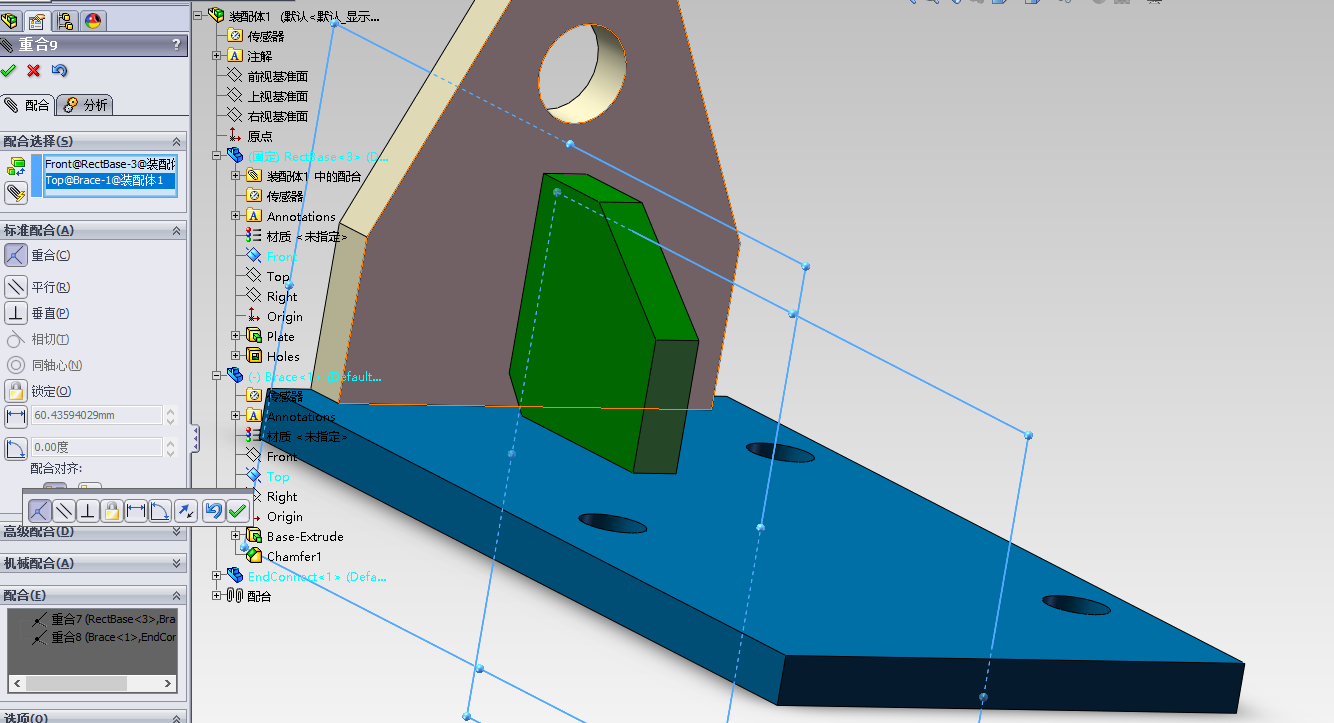 重合9
?
配合
分析
配合选择(S)
Front@RectBase-3@装配体
Top@Brace-1@装配体1
标准配合(A)
重合(C)
平行(R)
垂直(P)
相切(T)
同轴心(N)
锁定(O)
60.43594029mm
0.00度
配合对齐:
高级配合(D)
机械配合(A)
配合(E)
重合7 (RectBase<3>,Bra
重合8 (Brace<1>,EndCor
选项(O)
装配体1 (默认<默认_显示...
传感器
注解
前视基准面
上视基准面
右视基准面
原点
(固定) RectBase<3> (D...
装配体1 中的配合
传感器
Annotations
材质 <未指定>
Front
Top
Right
Origin
Plate
Holes
(-) Brace<1> (Default...
传感器
Annotations
材质 <未指定>
Front
Top
Right
Origin
Base-Extrude
Chamfer1
EndConnect<1> (Defa...
配合